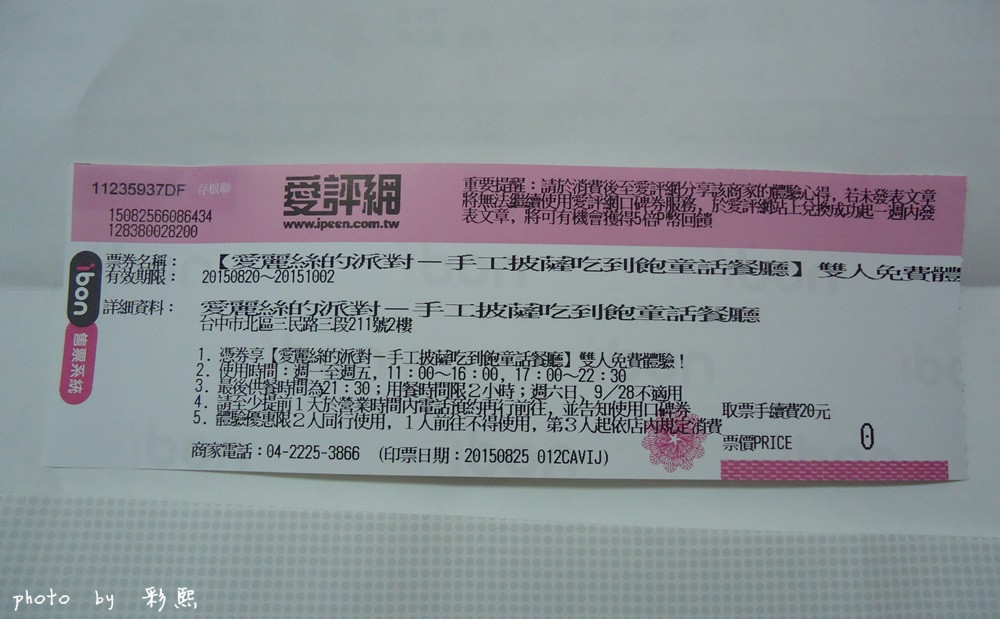 11235937DF
愛評網
www.ipeen.com.tw
15082566086434
128380028200
重要提醒：請於消費後至愛評網分享該商家的體驗心得，若未發表文章
將無法繼續使用愛評網口碑券服務，於愛評網站上兌換成功起一週內發
表文章，將可有機會獲得5倍P幣回饋
ibon
售票系統
票券名稱： 【愛麗絲的派對－手工披薩吃到飽童話餐廳】雙人免費體
有效期限： 20150820～20151002
詳細資料： 愛麗絲的派對－手工披薩吃到飽童話餐廳
台中市北區三民路三段211號2樓
1. 憑券享【愛麗絲的派對－手工披薩吃到飽童話餐廳】雙人免費體驗！
2. 使用時間：週一至週五，11：00～16：00，17：00～22：30
3. 最後供餐時間為21：30；用餐時間限2小時；週六日、9/28不適用
4. 請至少提前1天於營業時間內電話預約再行前往，並告知使用口碑券
5. 體驗優惠限2人同行使用，1人前往不得使用，第3人起依店內規定消費
取票手續費20元
票價PRICE 0
商家電話：04-2225-3866 (印票日期：20150825 012CAVIJ)
photo by 彩熙